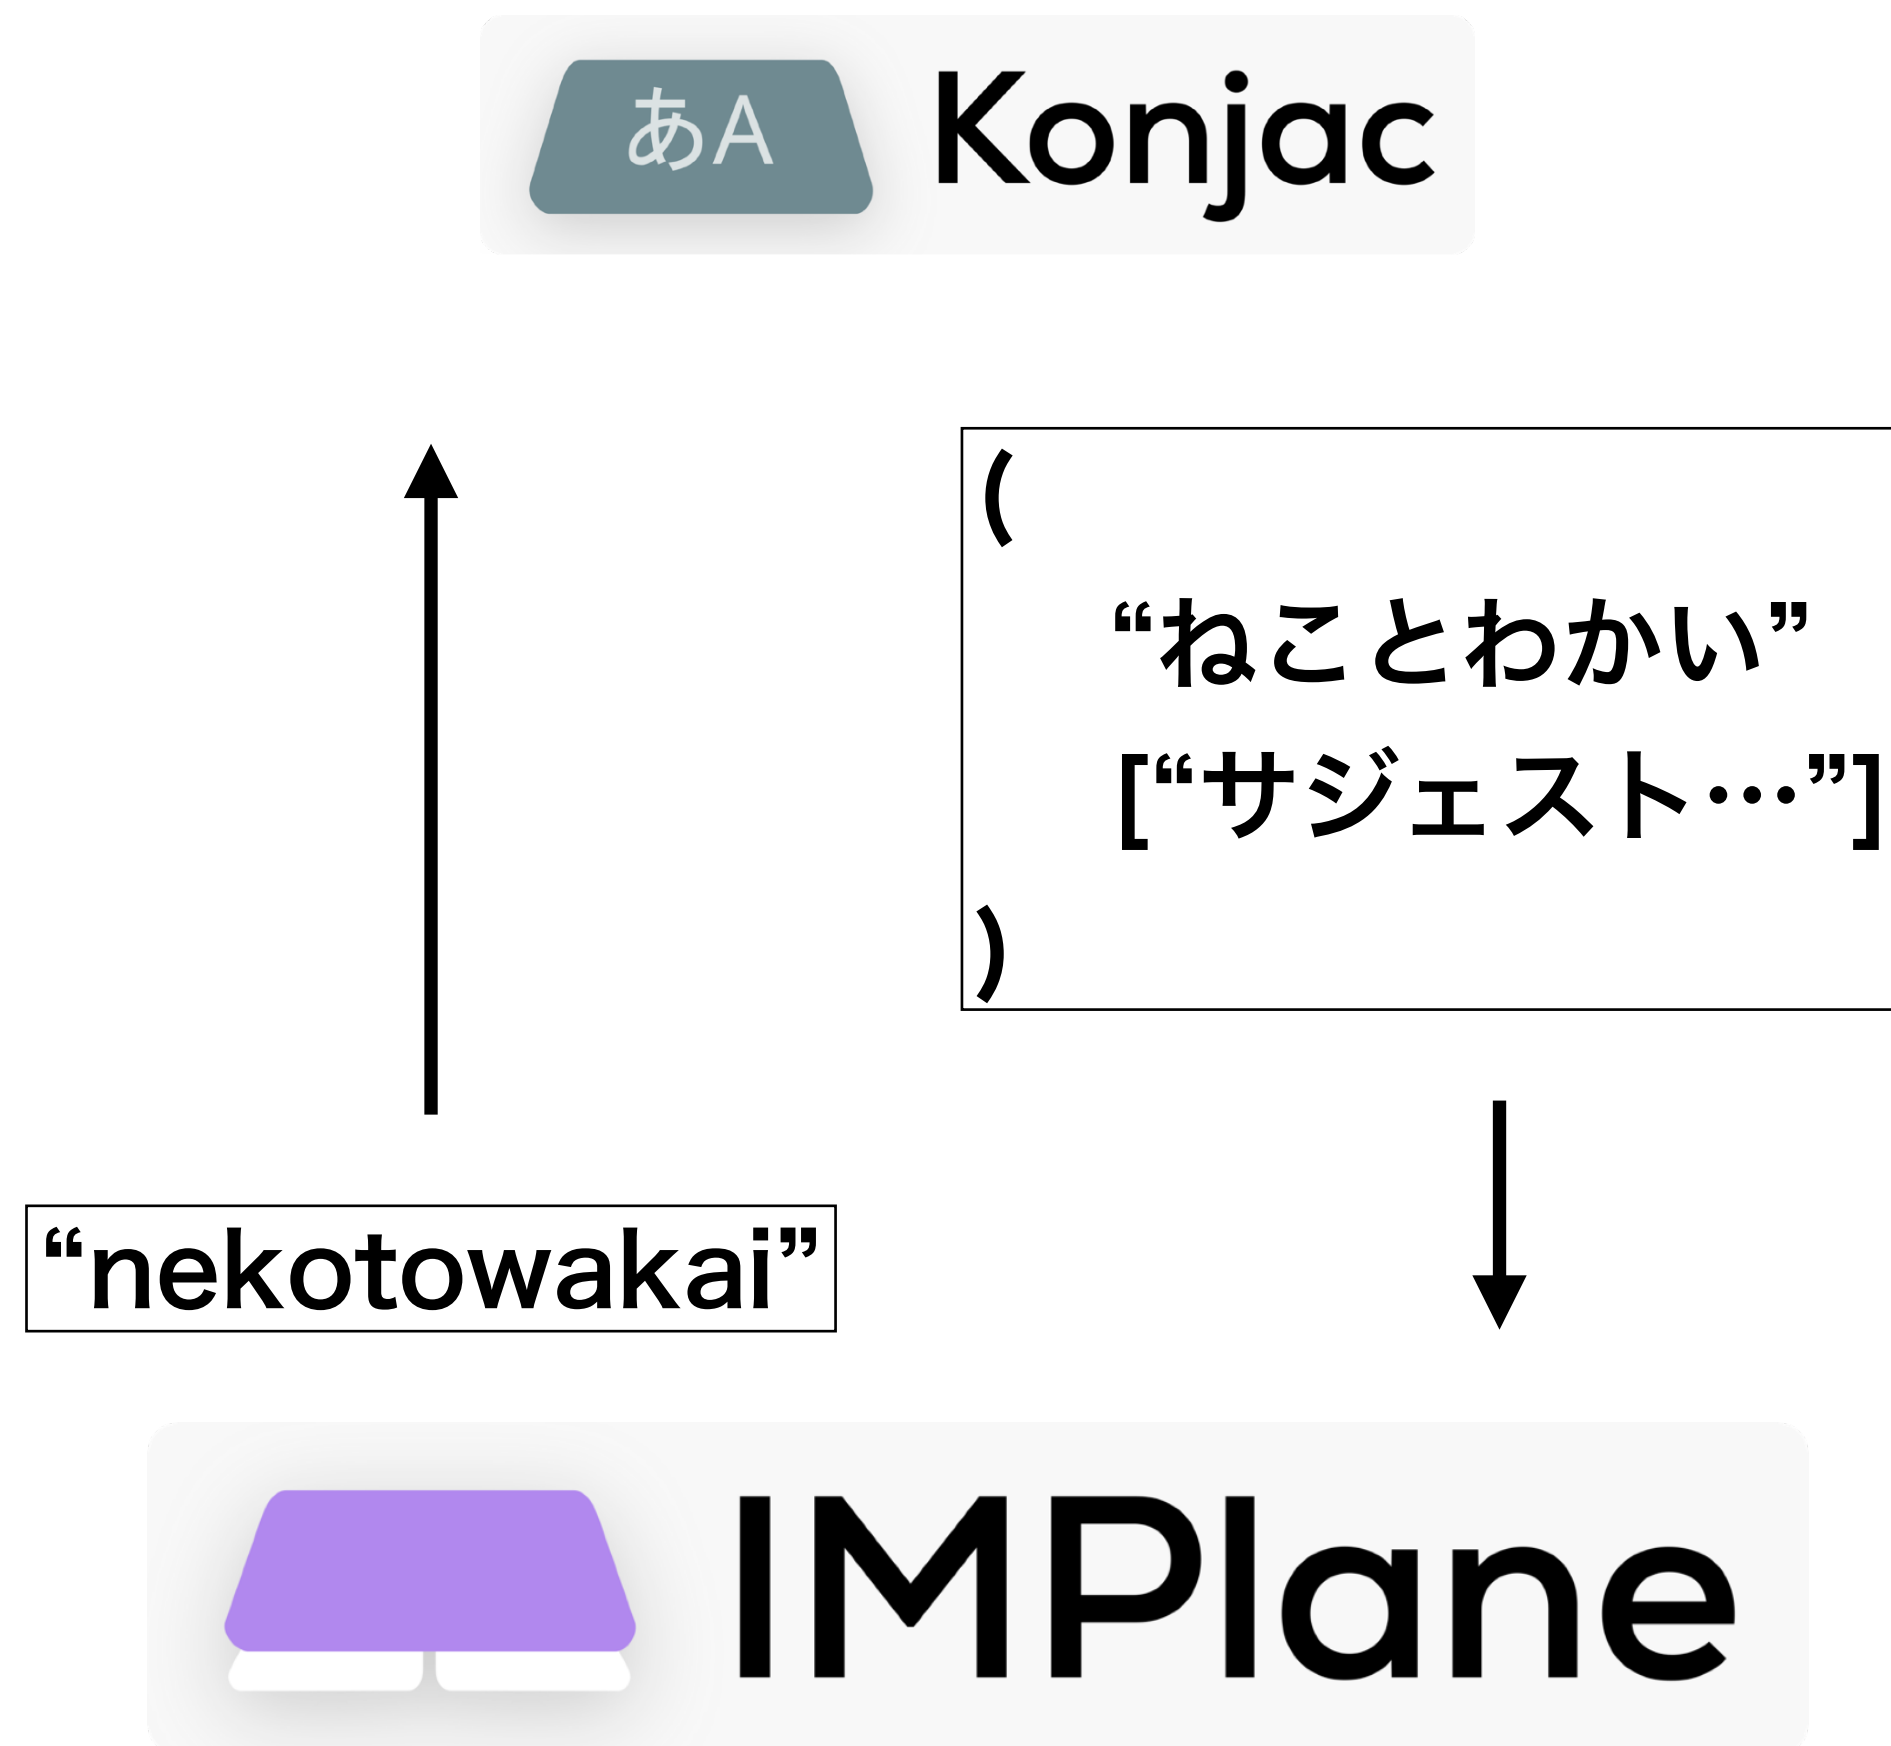 あA Konjac
(
“ねことわかい”
[“サジェスト…”]
)
“nekotowakai”
IMPlane